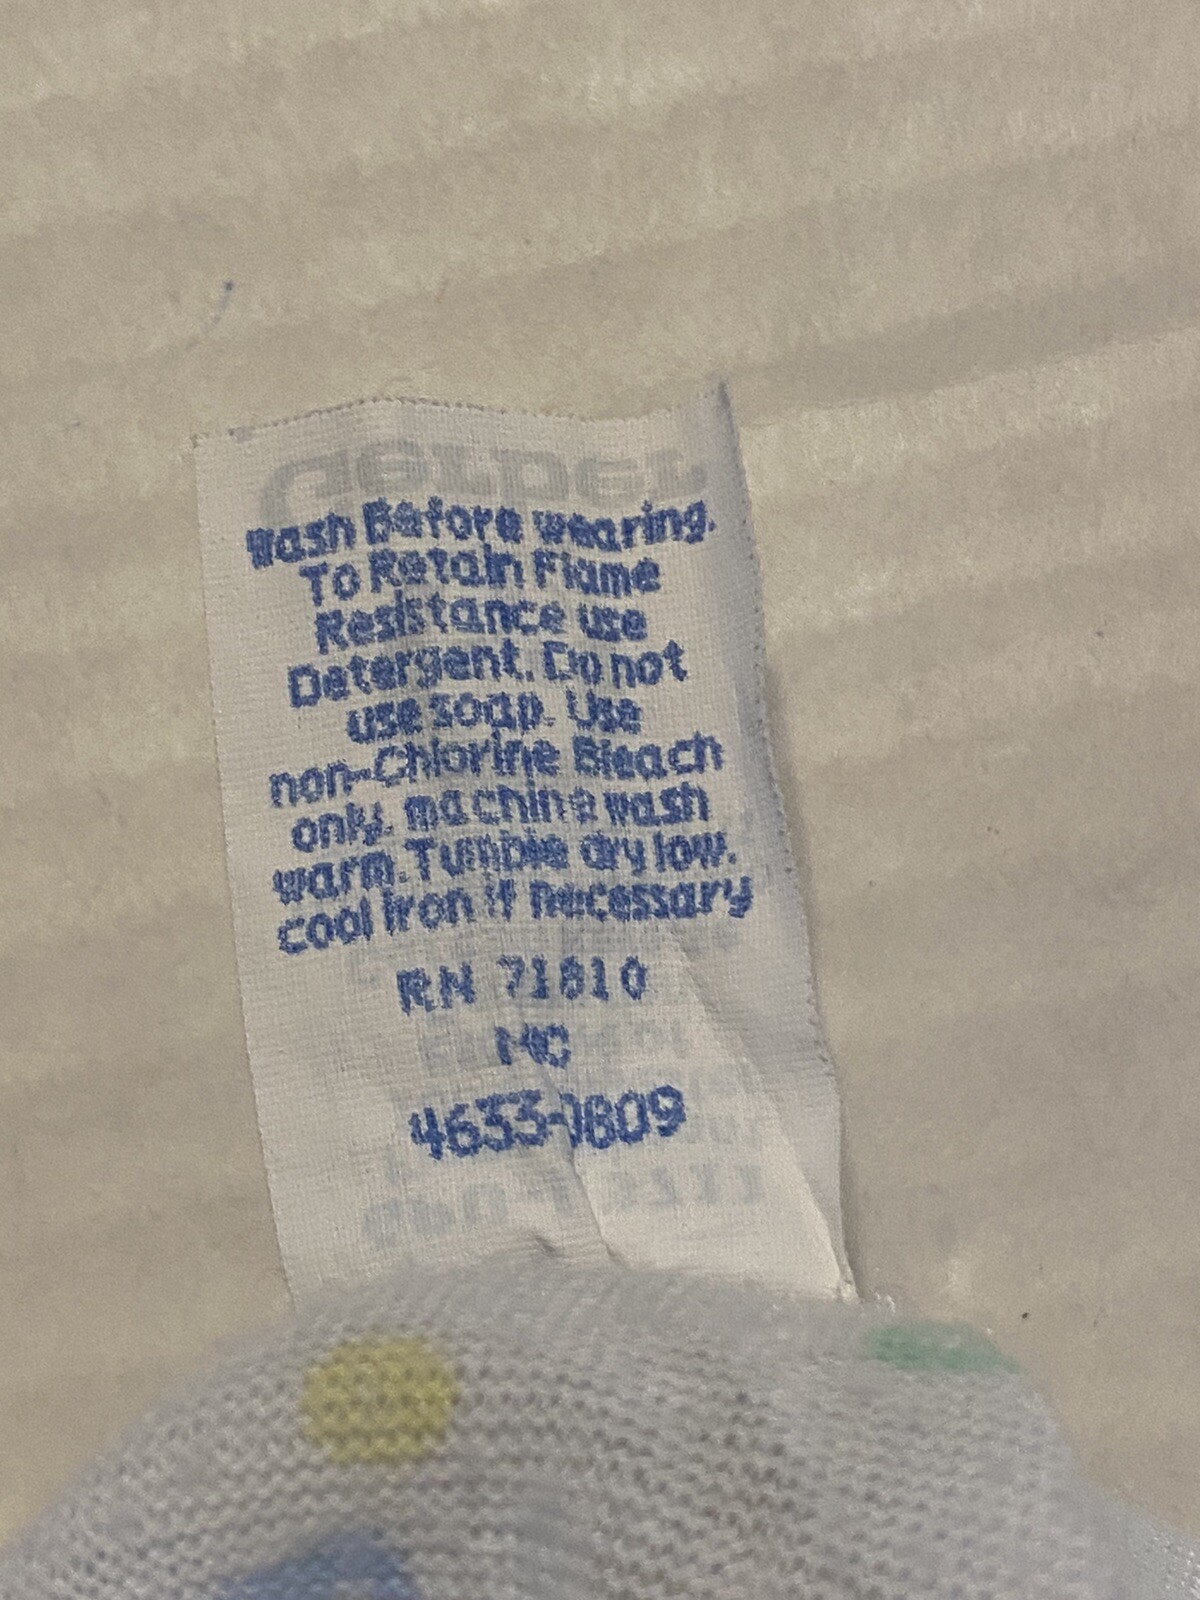 Wash Before wearing.
To Retain Flame
Resistance use
Detergent. Do not
use soap. Use
non-Chlorine Bleach
only. machine wash
warm. Tumble dry low.
cool iron if necessary
RN 71810
MC
4633-0809